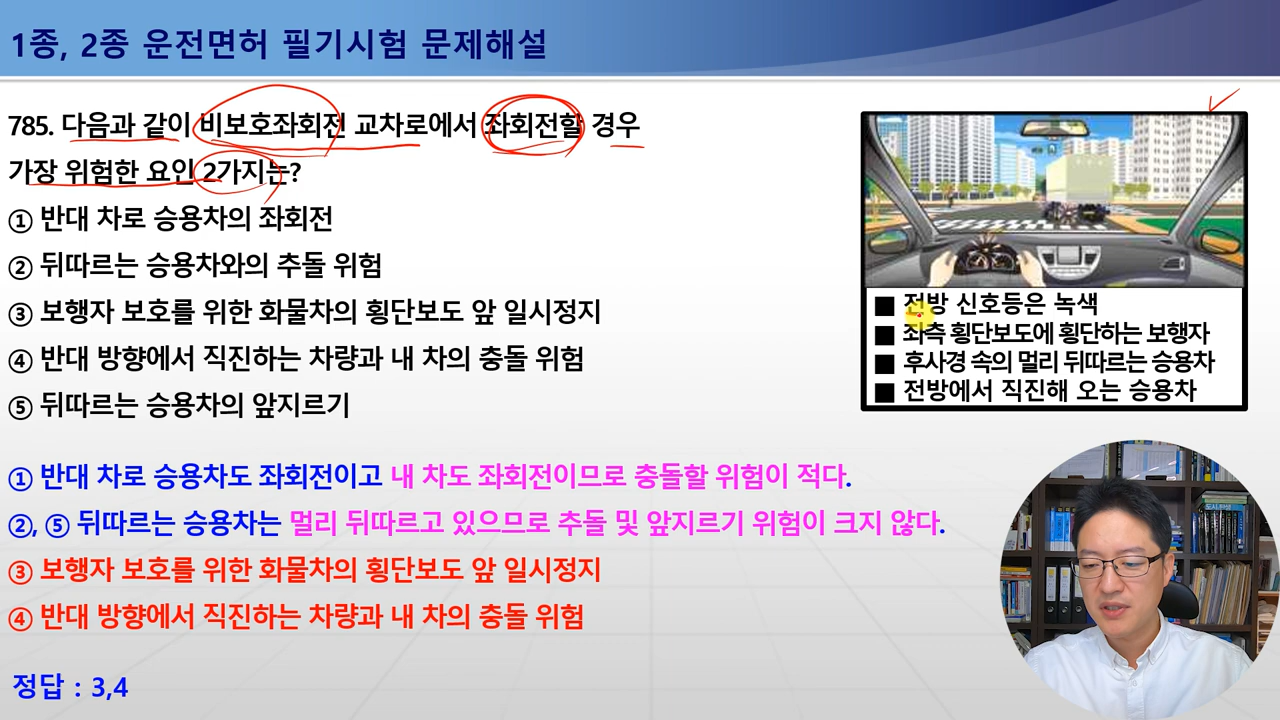 1종, 2종 운전면허 필기시험 문제해설
785. 다음과 같이 비보호좌회전 교차로에서 좌회전할 경우
가장 위험한 요인 2가지는?
① 반대 차로 승용차의 좌회전
② 뒤따르는 승용차와의 추돌 위험
③ 보행자 보호를 위한 화물차의 횡단보도 앞 일시정지
④ 반대 방향에서 직진하는 차량과 내 차의 충돌 위험
⑤ 뒤따르는 승용차의 앞지르기
■ 전방 신호등은 녹색
■ 좌측 횡단보도에 횡단하는 보행자
■ 후사경 속의 멀리 뒤따르는 승용차
■ 전방에서 직진해 오는 승용차
① 반대 차로 승용차도 좌회전이고 내 차도 좌회전이므로 충돌할 위험이 적다.
②, ⑤ 뒤따르는 승용차는 멀리 뒤따르고 있으므로 추돌 및 앞지르기 위험이 크지 않다.
③ 보행자 보호를 위한 화물차의 횡단보도 앞 일시정지
④ 반대 방향에서 직진하는 차량과 내 차의 충돌 위험
정답 : 3,4